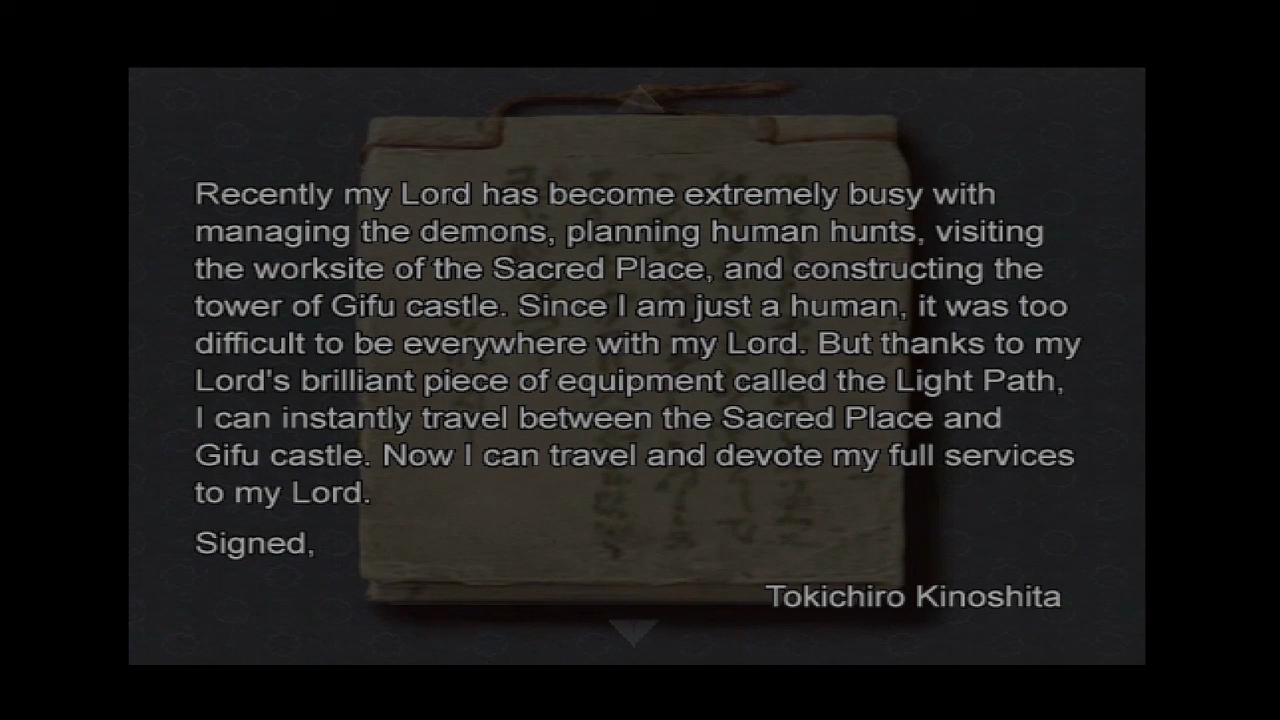 Recently my Lord has become extremely busy with
managing the demons, planning human hunts, visiting
the worksite of the Sacred Place, and constructing the
tower of Gifu castle. Since I am just a human, it was too
difficult to be everywhere with my Lord. But thanks to my
Lord's brilliant piece of equipment called the Light Path,
I can instantly travel between the Sacred Place and
Gifu castle. Now I can travel and devote my full services
to my Lord.
Signed,
Tokichiro Kinoshita